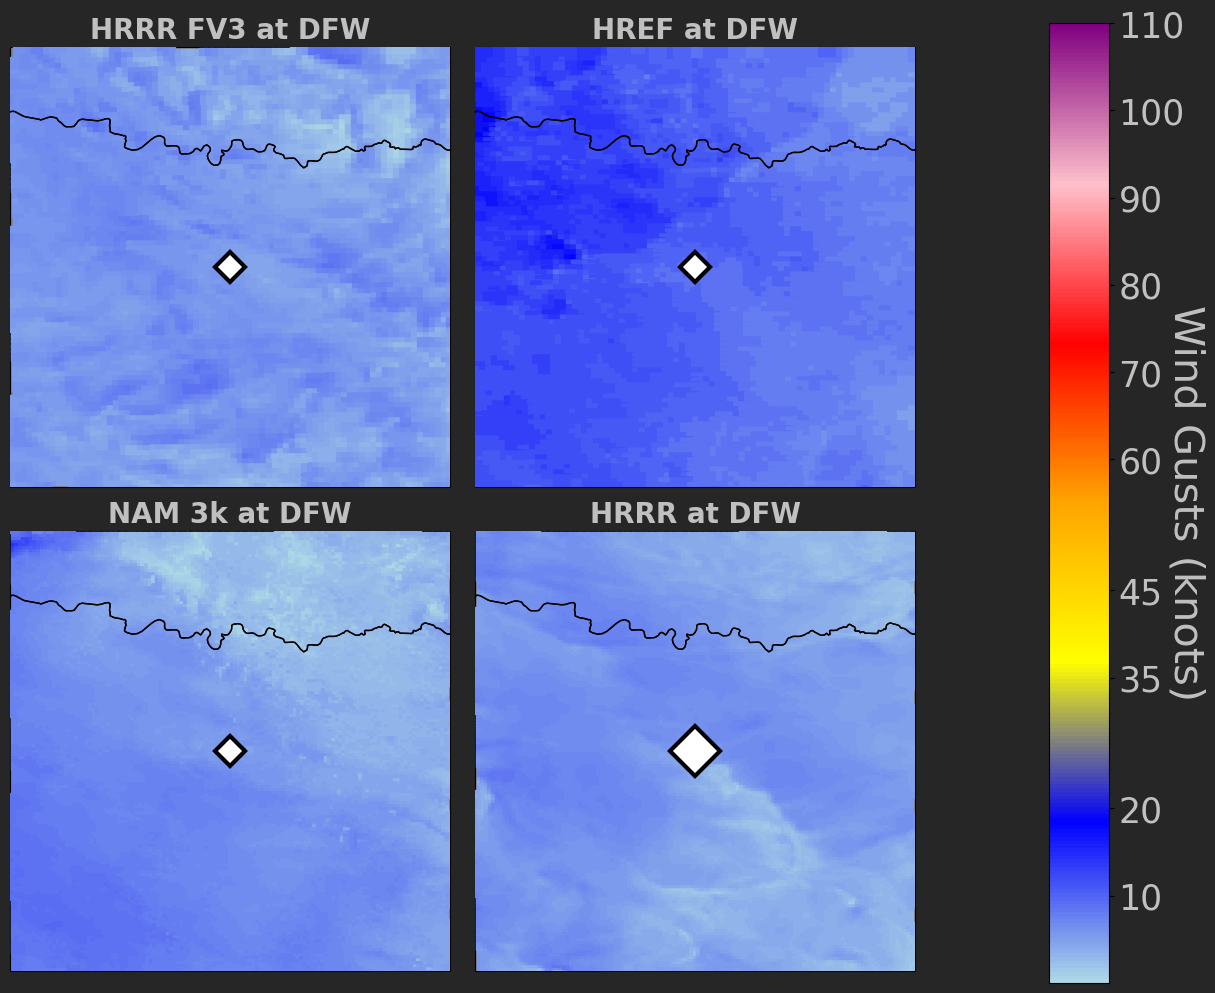 HRRR FV3 at DFW
HREF at DFW
NAM 3k at DFW
HRRR at DFW
110
100
90
80
70
60
45
35
20
10
Wind Gusts (knots)